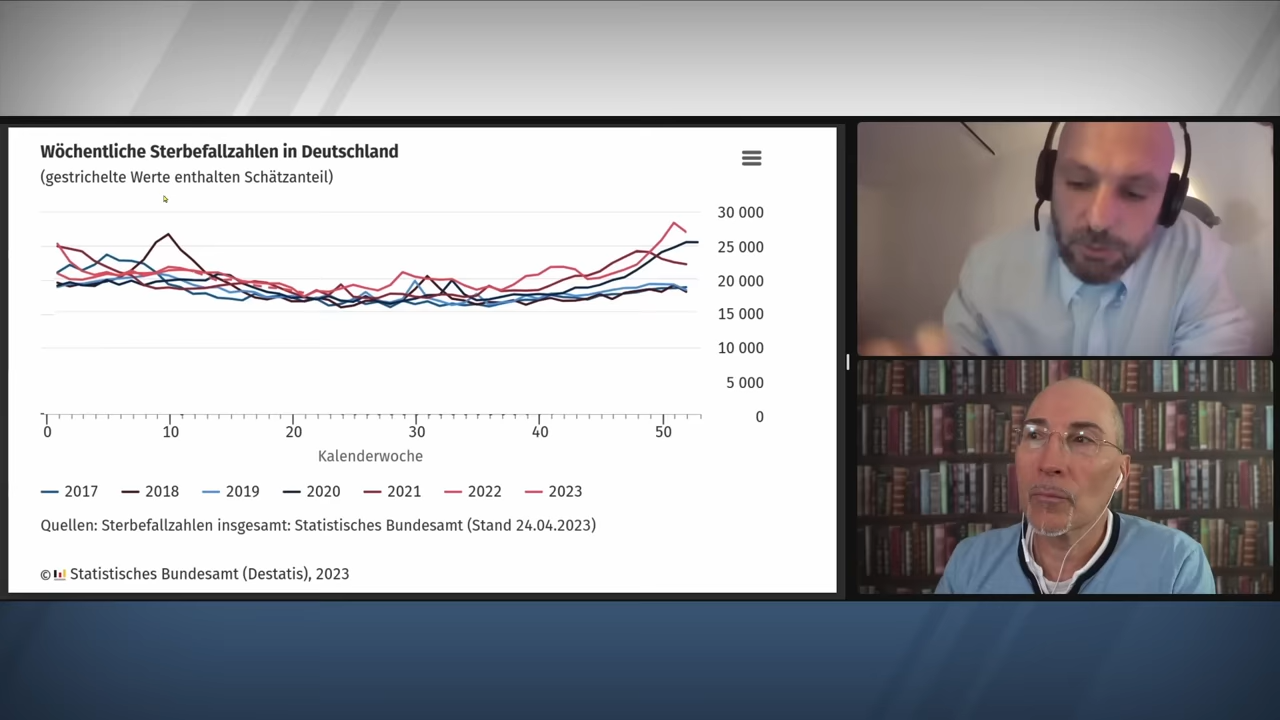 Wöchentliche Sterbefallzahlen in Deutschland
(gestrichelte Werte enthalten Schätzanteil)
30 000
25 000
20 000
15 000
10 000
5 000
0
0 10 20 30 40 50
Kalenderwoche
2017 2018 2019 2020 2021 2022 2023
Quellen: Sterbefallzahlen insgesamt: Statistisches Bundesamt (Stand 24.04.2023)
© Statistisches Bundesamt (Destatis), 2023